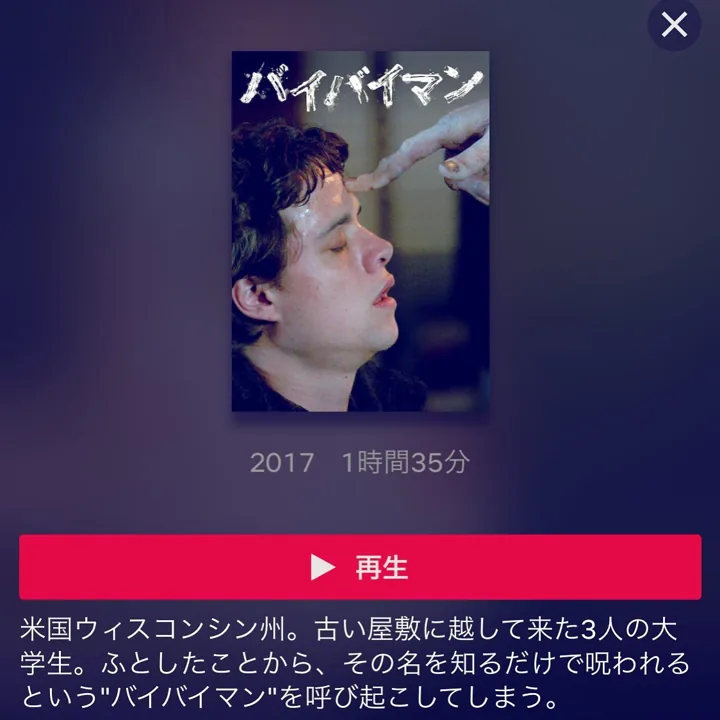 バイバイマン
2017 1時間35分
再生
米国ウィスコンシン州。古い屋敷に越して来た3人の大
学生。ふとしたことから、その名を知るだけで呪われる
という"バイバイマン"を呼び起こしてしまう。